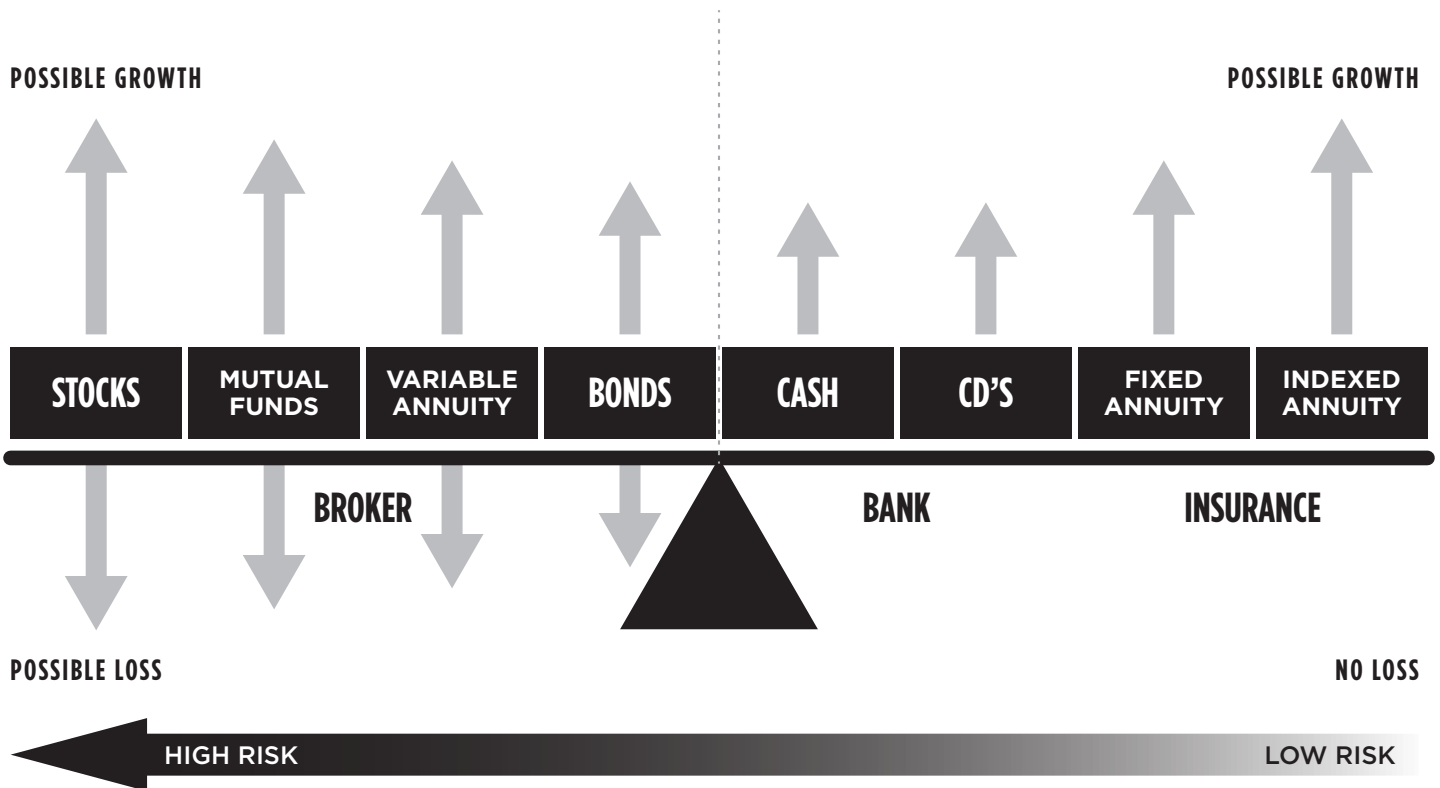 POSSIBLE GROWTH
POSSIBLE GROWTH
STOCKS
MUTUAL
FUNDS
VARIABLE
ANNUITY
BONDS
CASH
CD'S
FIXED
ANNUITY
INDEXED
ANNUITY
BROKER
BANK
INSURANCE
POSSIBLE LOSS
NO LOSS
HIGH RISK
LOW RISK